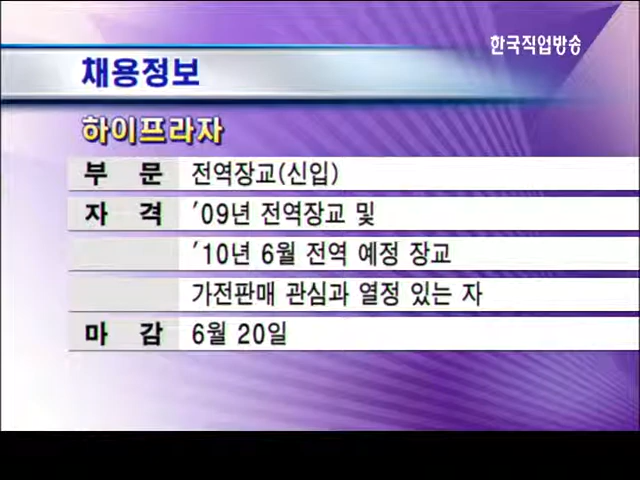 한국직업방송
채용정보
하이프라자
부 문 전역장교(신입)
자 격 '09년 전역장교 및
'10년 6월 전역 예정 장교
가전판매 관심과 열정 있는 자
마 감 6월 20일